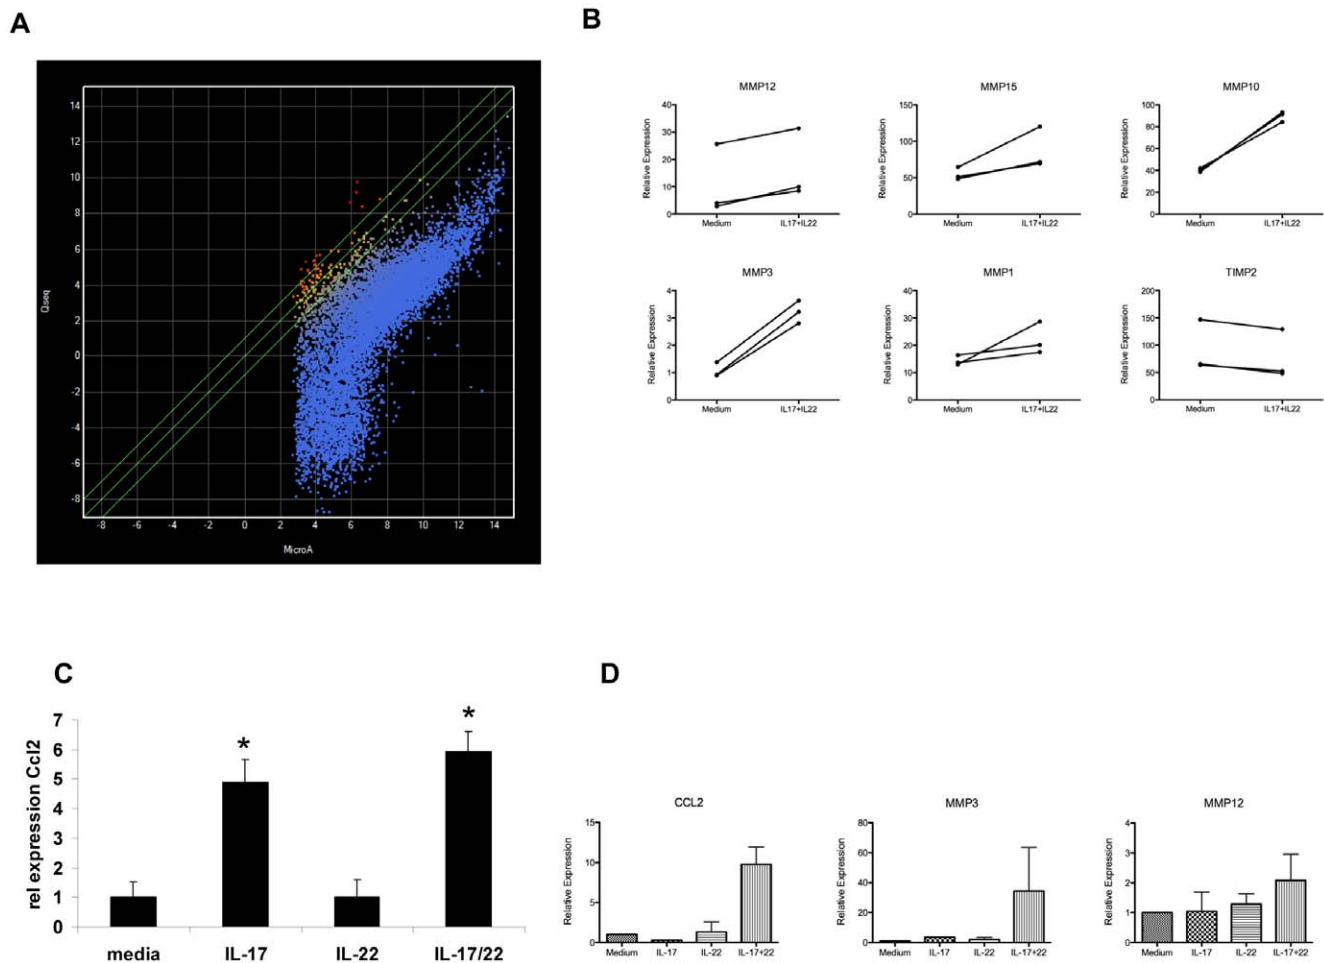 A
B
14
12
10
8
6
4
2
0
-2
-4
-6
-8
Qseq
-8 -6 -4 -2 0 2 4 6 8 10 12 14
MicroA
MMP12
Relative Expression
40
30
20
10
0
Medium IL17+IL22
MMP15
Relative Expression
150
100
50
0
Medium IL17+IL22
MMP10
Relative Expression
100
80
60
40
20
0
Medium IL17+IL22
MMP3
Relative Expression
4
3
2
1
0
Medium IL17+IL22
MMP1
Relative Expression
40
30
20
10
0
Medium IL17+IL22
TIMP2
Relative Expression
200
150
100
50
0
Medium IL17+IL22
C
rel expression Ccl2
7
6
5
4
3
2
1
0
* *
media IL-17 IL-22 IL-17/22
D
CCL2
Relative Expression
15
10
5
0
Medium IL-17 IL-22 IL-17+22
MMP3
Relative Expression
80
60
40
20
0
Medium IL-17 IL-22 IL-17+22
MMP12
Relative Expression
4
3
2
1
0
Medium IL-17 IL-22 IL-17+22